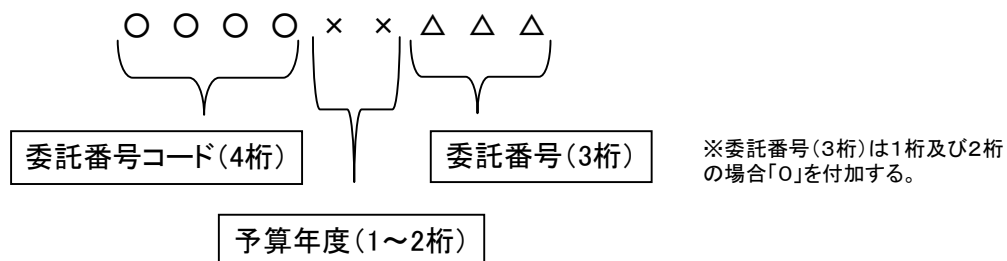 ○ ○ ○ ○ × × △ △ △
委託番号コード(4桁)
委託番号(3桁)
※委託番号(3桁)は1桁及び2桁
の場合「0」を付加する。
予算年度(1~2桁)